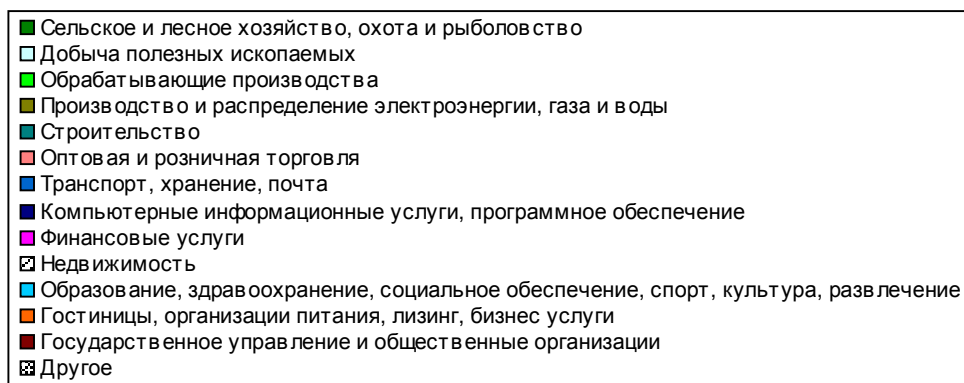 Сельское и лесное хозяйство, охота и рыболовство
Добыча полезных ископаемых
Обрабатывающие производства
Производство и распределение электроэнергии, газа и воды
Строительство
Оптовая и розничная торговля
Транспорт, хранение, почта
Компьютерные информационные услуги, программное обеспечение
Финансовые услуги
Недвижимость
Образование, здравоохранение, социальное обеспечение, спорт, культура, развлечение
Гостиницы, организации питания, лизинг, бизнес услуги
Государственное управление и общественные организации
Другое